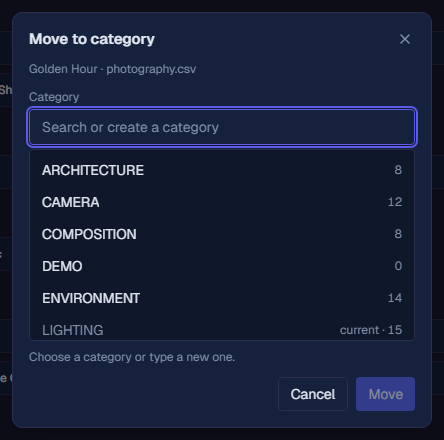 Move to category
Golden Hour · photography.csv
Category
Search or create a category
ARCHITECTURE 8
CAMERA 12
COMPOSITION 8
DEMO 0
ENVIRONMENT 14
LIGHTING current · 15
Choose a category or type a new one.
Cancel Move